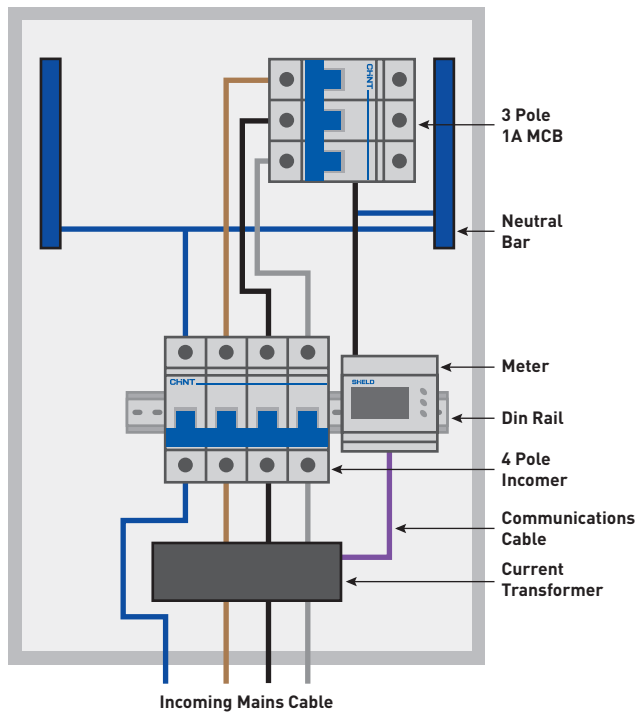 CHNT
3 Pole
1A MCB
Neutral
Bar
Meter
SHELD
CHNT
Din Rail
4 Pole
Incomer
Communications
Cable
Current
Transformer
Incoming Mains Cable